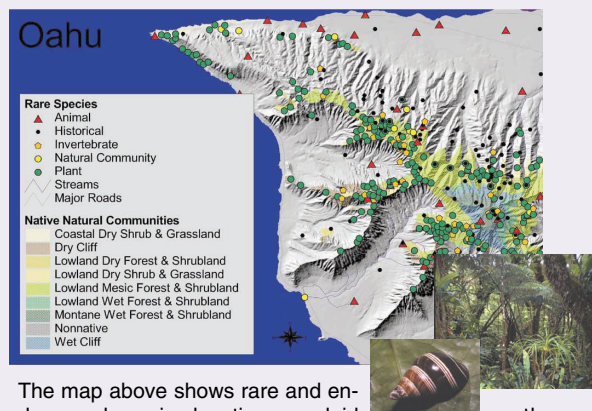 Oahu
Rare Species
Animal
Historical
Invertebrate
Natural Community
Plant
Streams
Major Roads
Native Natural Communities
Coastal Dry Shrub & Grassland
Dry Cliff
Lowland Dry Forest & Shrubland
Lowland Dry Shrub & Grassland
Lowland Mesic Forest & Shrubland
Lowland Wet Forest & Shrubland
Montane Wet Forest & Shrubland
Nonnative
Wet Cliff
The map above shows rare and en-